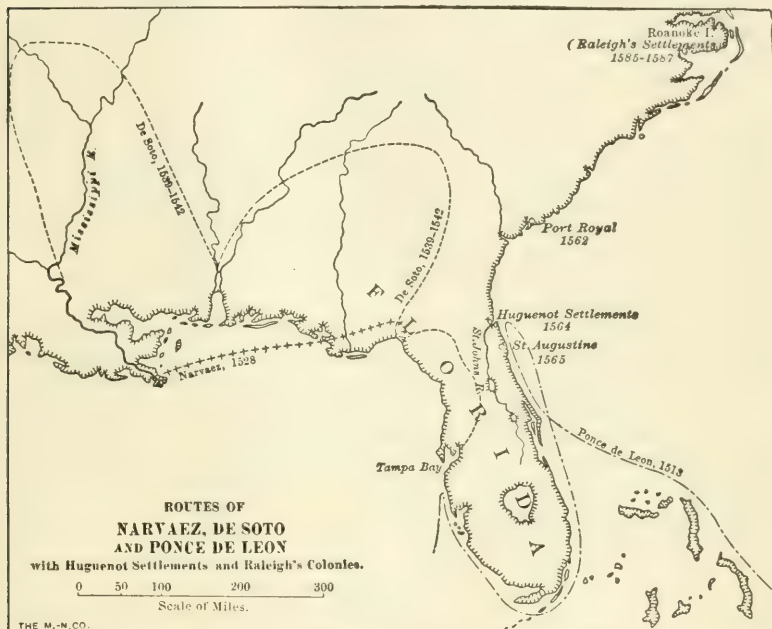 Roanoke I.
(Raleigh's Settlements
1585-1587
De Soto, 1539-1542
Mississippi R.
Port Royal
1562
De Soto, 1539-1542
Huguenot Settlements
1564
St. Augustine
1565
St. Johns R.
Narvaez, 1528
FLORIDA
Ponce de Leon, 1513
Tampa Bay
ROUTES OF
NARVAEZ, DE SOTO
AND PONCE DE LEON
with Huguenot Settlements and Raleigh's Colonies.
0 50 100 200 300
Scale of Miles.
THE M.-N. CO.